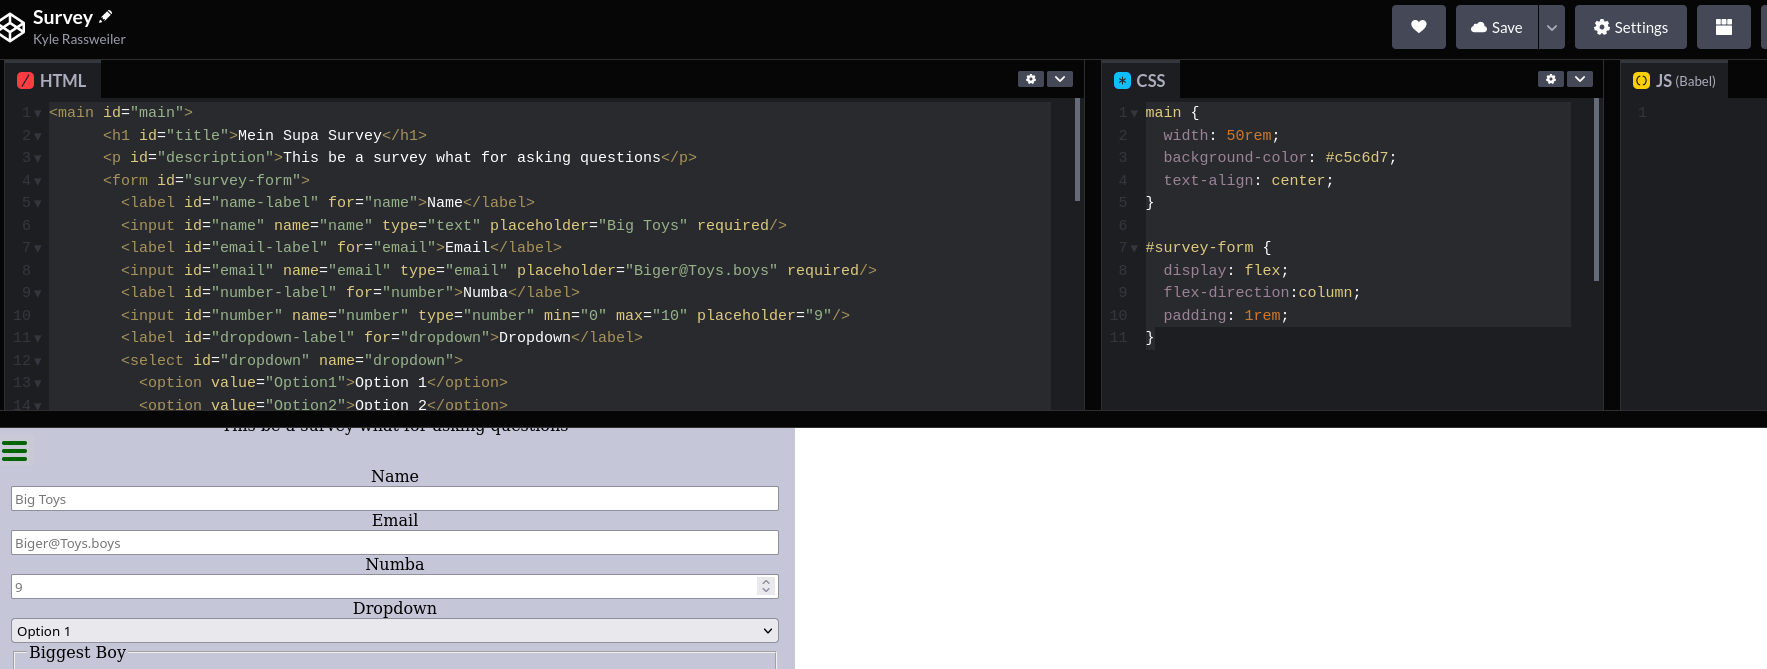 Survey
Kyle Rassweiler
Save
Settings
HTML
CSS
JS (Babel)
1 <main id="main">
2 <h1 id="title">Mein Supa Survey</h1>
3 <p id="description">This be a survey what for asking questions</p>
4 <form id="survey-form">
5 <label id="name-label" for="name">Name</label>
6 <input id="name" name="name" type="text" placeholder="Big Toys" required/>
7 <label id="email-label" for="email">Email</label>
8 <input id="email" name="email" type="email" placeholder="Biger@Toys.boys" required/>
9 <label id="number-label" for="number">Numba</label>
10 <input id="number" name="number" type="number" min="0" max="10" placeholder="9"/>
11 <label id="dropdown-label" for="dropdown">Dropdown</label>
12 <select id="dropdown" name="dropdown">
13 <option value="Option1">Option 1</option>
14 <option value="Option2">Option 2</option>
1 main {
2 width: 50rem;
3 background-color: #c5c6d7;
4 text-align: center;
5 }
6
7 #survey-form {
8 display: flex;
9 flex-direction:column;
10 padding: 1rem;
11 }
1
This be a survey what for asking questions
Name
Big Toys
Email
Biger@Toys.boys
Numba
9
Dropdown
Option 1
Biggest Boy